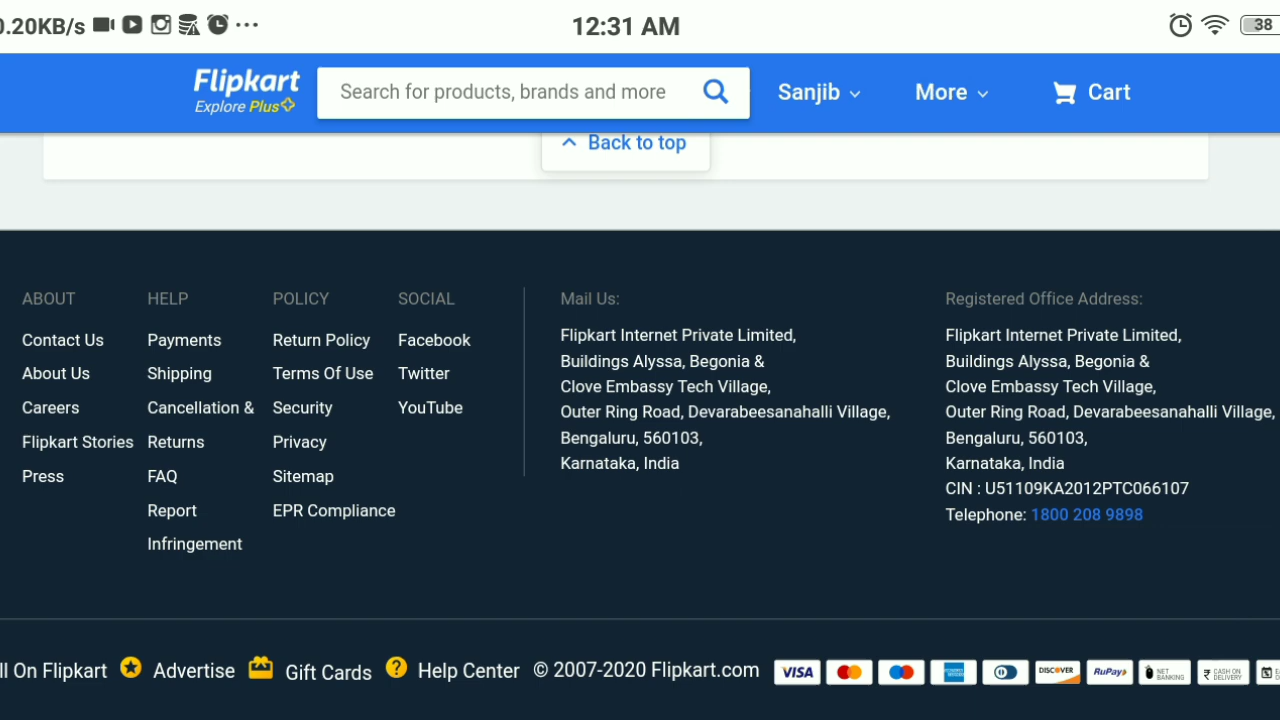 0.20KB/s
12:31 AM
38
Flipkart
Explore Plus
Search for products, brands and more
Sanjib
More
Cart
Back to top
ABOUT
Contact Us
About Us
Careers
Flipkart Stories
Press
HELP
Payments
Shipping
Cancellation &
Returns
FAQ
Report
Infringement
POLICY
Return Policy
Terms Of Use
Security
Privacy
Sitemap
EPR Compliance
SOCIAL
Facebook
Twitter
YouTube
Mail Us:
Flipkart Internet Private Limited,
Buildings Alyssa, Begonia &
Clove Embassy Tech Village,
Outer Ring Road, Devarabeesanahalli Village,
Bengaluru, 560103,
Karnataka, India
Registered Office Address:
Flipkart Internet Private Limited,
Buildings Alyssa, Begonia &
Clove Embassy Tech Village,
Outer Ring Road, Devarabeesanahalli Village,
Bengaluru, 560103,
Karnataka, India
CIN : U51109KA2012PTC066107
Telephone: 1800 208 9898
ll On Flipkart
Advertise
Gift Cards
? Help Center
© 2007-2020 Flipkart.com
VISA
DISCOVER
RuPay
NET BANKING
₹ CASH ON DELIVERY